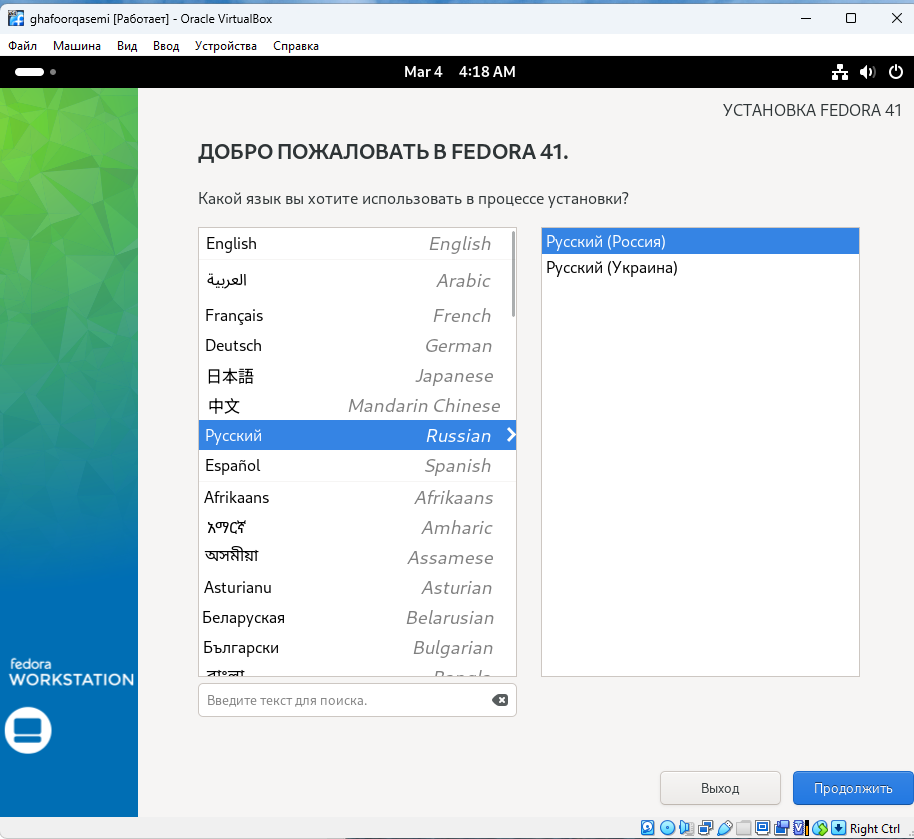 ghafoorqasemi [Работает] - Oracle VirtualBox
Файл Машина Вид Ввод Устройства Справка
Mar 4 4:18 AM
УСТАНОВКА FEDORA 41
ДОБРО ПОЖАЛОВАТЬ В FEDORA 41.
Какой язык вы хотите использовать в процессе установки?
English English
العربية Arabic
Français French
Deutsch German
日本語 Japanese
中文 Mandarin Chinese
Русский Russian
Español Spanish
Afrikaans Afrikaans
አማርኛ Amharic
অসমীয়া Assamese
Asturianu Asturian
Беларуская Belarusian
Български Bulgarian
বাংলা Bangla
Введите текст для поиска.
Русский (Россия)
Русский (Украина)
fedora
WORKSTATION
Выход Продолжить
Right Ctrl